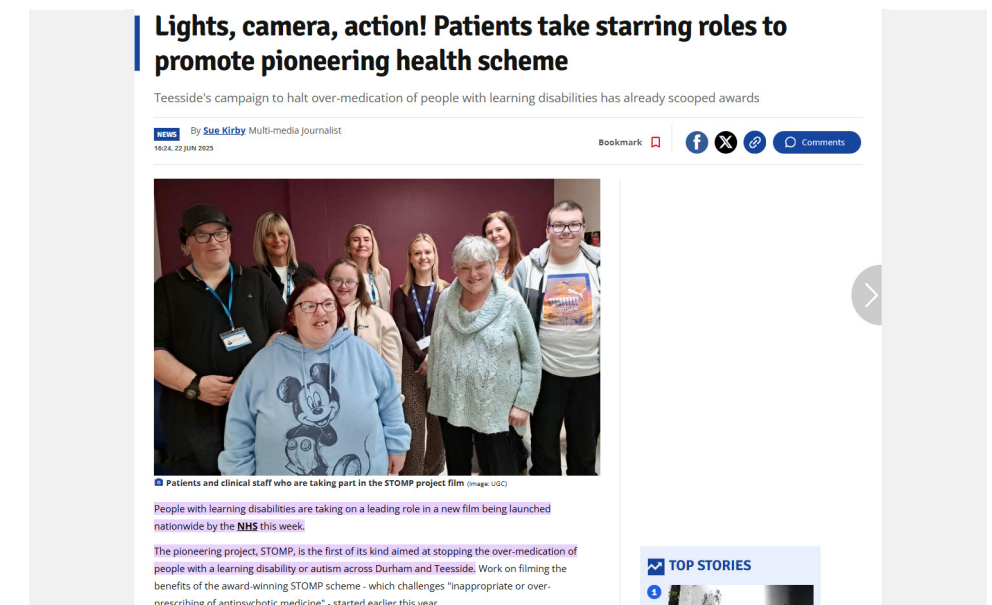 Lights, camera, action! Patients take starring roles to
promote pioneering health scheme
Teesside's campaign to halt over-medication of people with learning disabilities has already scooped awards
NEWS
By Sue Kirby Multi-media Journalist
16:24, 22 JUN 2025
Bookmark
Comments
Patients and clinical staff who are taking part in the STOMP project film (Image: UGC)
People with learning disabilities are taking on a leading role in a new film being launched
nationwide by the NHS this week.
The pioneering project, STOMP, is the first of its kind aimed at stopping the over-medication of
people with a learning disability or autism across Durham and Teesside. Work on filming the
benefits of the award-winning STOMP scheme - which challenges "inappropriate or over-
prescribing of antipsychotic medicine" - started earlier this year.
TOP STORIES
1